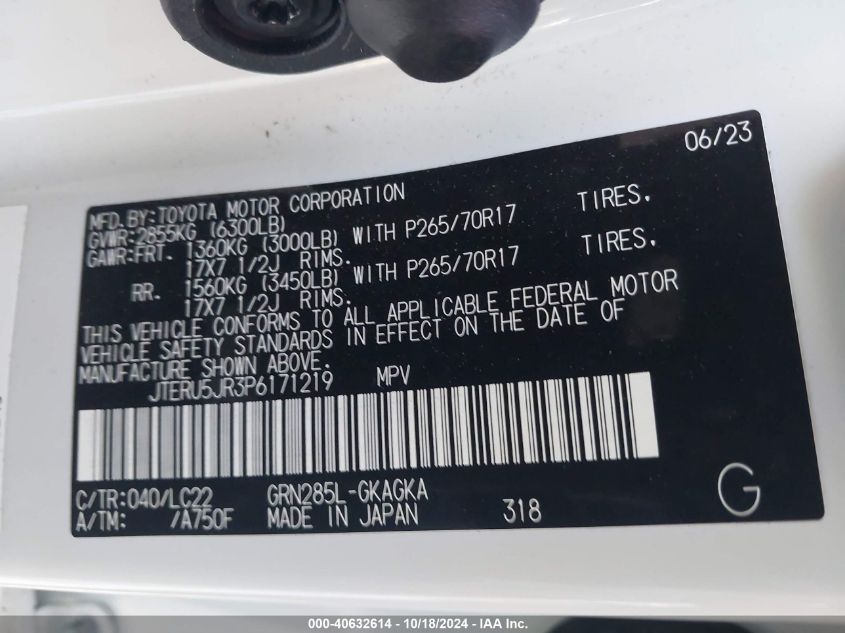 06/23
MFD.BY:TOYOTA MOTOR CORPORATION
GVWR:2855KG (6300LB)
GAWR:FRT. 1360KG (3000LB) WITH P265/70R17 TIRES.
17X7 1/2J RIMS.
RR. 1560KG (3450LB) WITH P265/70R17 TIRES.
17X7 1/2J RIMS.
THIS VEHICLE CONFORMS TO ALL APPLICABLE FEDERAL MOTOR
VEHICLE SAFETY STANDARDS IN EFFECT ON THE DATE OF
MANUFACTURE SHOWN ABOVE.
JTERU5JR3P6171219 MPV
C/TR:040/LC22 GRN285L-GKAGKA
A/TM: /A750F MADE IN JAPAN 318
G
000-40632614 - 10/18/2024 - IAA Inc.